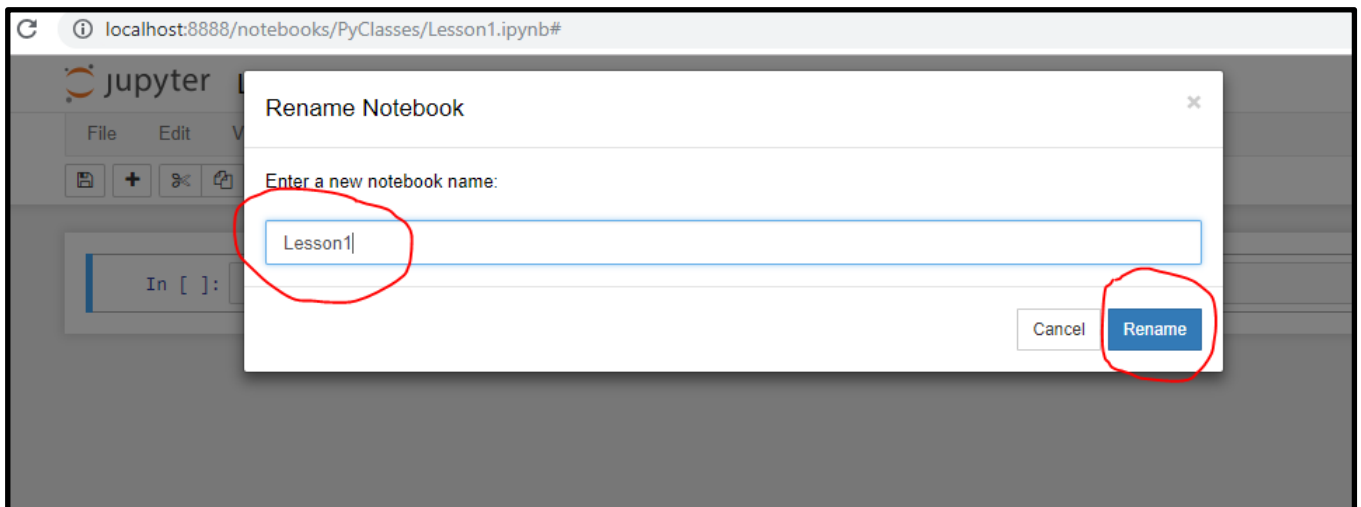 localhost:8888/notebooks/PyClasses/Lesson1.ipynb#
jupyter
Rename Notebook
File Edit
Enter a new notebook name:
Lesson1
In [ ]:
Cancel Rename